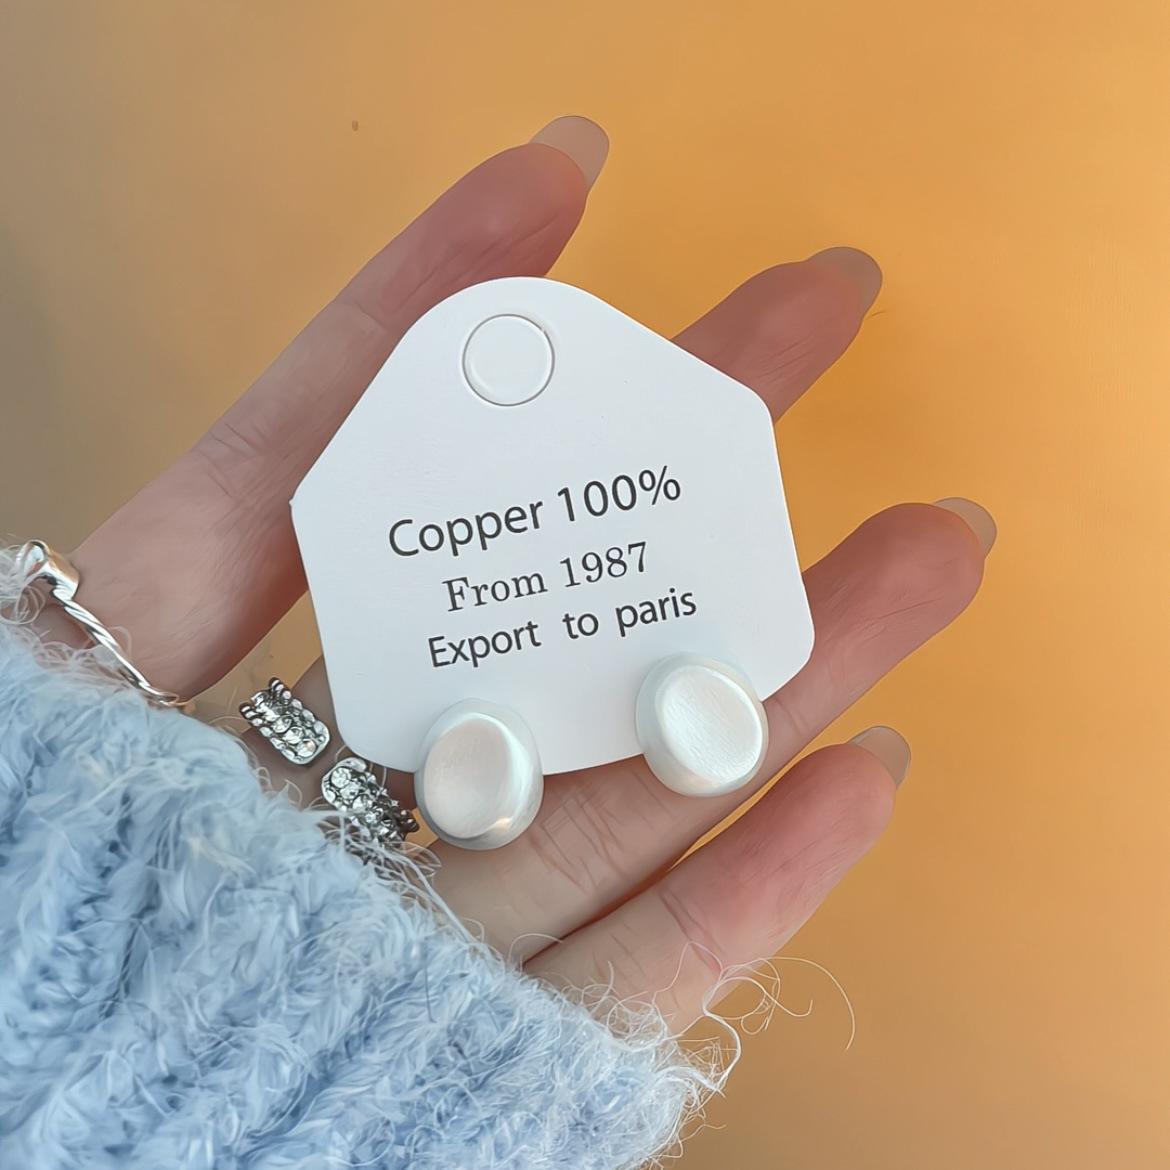 Copper 100%
From 1987
Export to paris